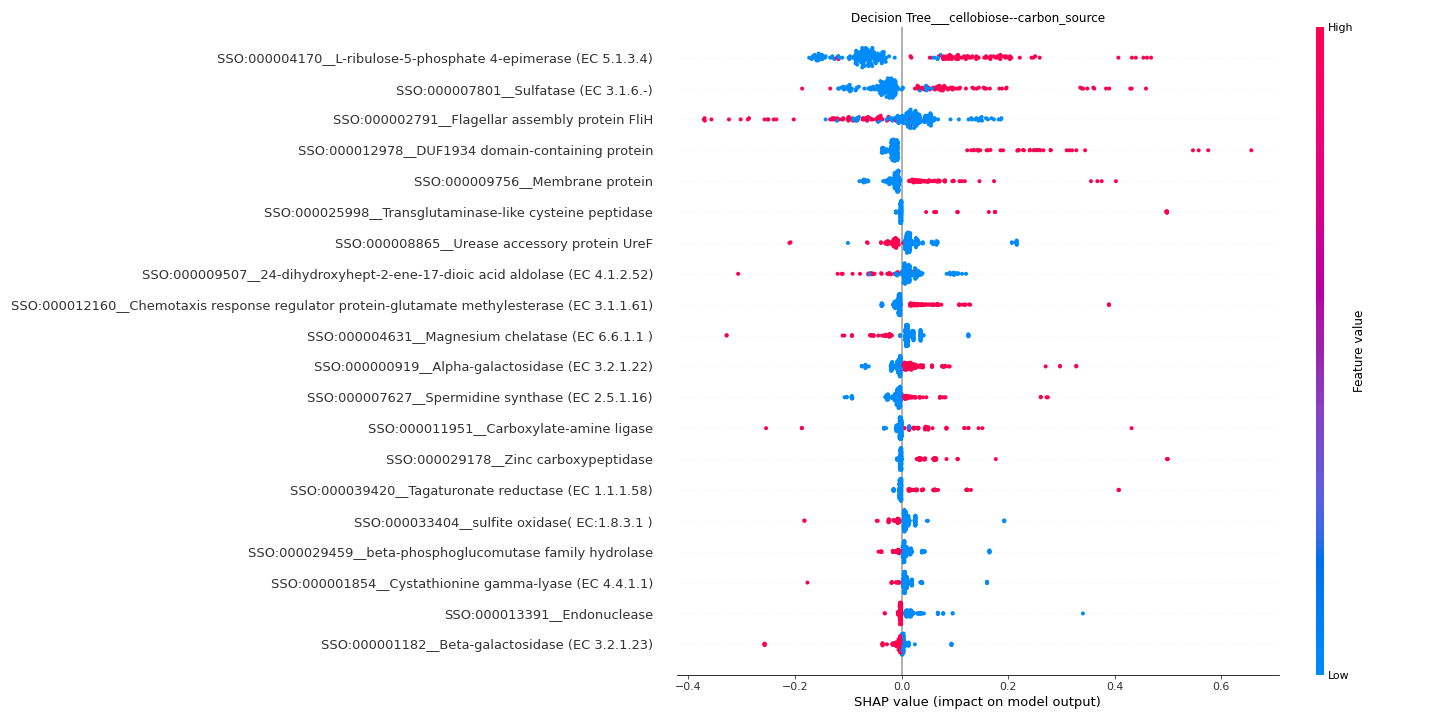 Decision Tree___cellobiose--carbon_source
High
SSO:000004170__L-ribulose-5-phosphate 4-epimerase (EC 5.1.3.4)
SSO:000007801__Sulfatase (EC 3.1.6.-)
SSO:000002791__Flagellar assembly protein FliH
SSO:000012978__DUF1934 domain-containing protein
SSO:000009756__Membrane protein
SSO:000025998__Transglutaminase-like cysteine peptidase
SSO:000008865__Urease accessory protein UreF
SSO:000009507__24-dihydroxyhept-2-ene-17-dioic acid aldolase (EC 4.1.2.52)
SSO:000012160__Chemotaxis response regulator protein-glutamate methylesterase (EC 3.1.1.61)
SSO:000004631__Magnesium chelatase (EC 6.6.1.1 )
SSO:000000919__Alpha-galactosidase (EC 3.2.1.22)
SSO:000007627__Spermidine synthase (EC 2.5.1.16)
SSO:000011951__Carboxylate-amine ligase
SSO:000029178__Zinc carboxypeptidase
SSO:000039420__Tagaturonate reductase (EC 1.1.1.58)
SSO:000033404__sulfite oxidase( EC:1.8.3.1 )
SSO:000029459__beta-phosphoglucomutase family hydrolase
SSO:000001854__Cystathionine gamma-lyase (EC 4.4.1.1)
SSO:000013391__Endonuclease
SSO:000001182__Beta-galactosidase (EC 3.2.1.23)
Feature value
Low
−0.4 −0.2 0.0 0.2 0.4 0.6
SHAP value (impact on model output)